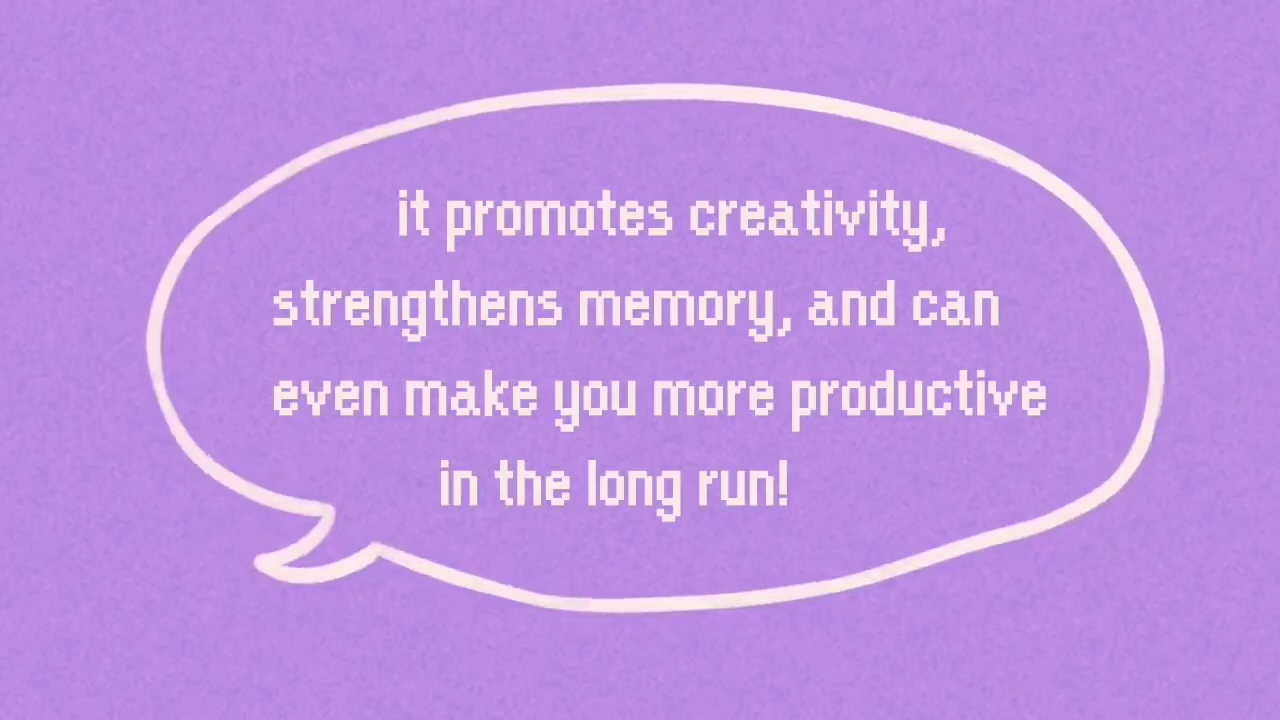 it promotes creativity,
strengthens memory, and can
even make you more productive
in the long run!